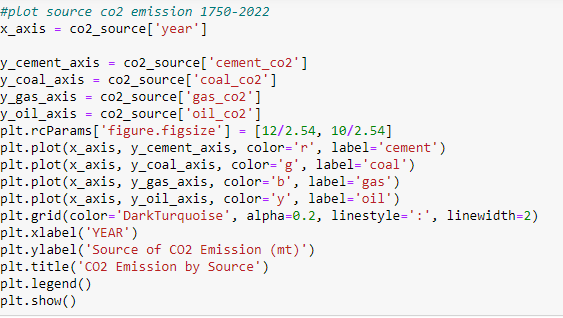 #plot source co2 emission 1750-2022
x_axis = co2_source['year']
y_cement_axis = co2_source['cement_co2']
y_coal_axis = co2_source['coal_co2']
y_gas_axis = co2_source['gas_co2']
y_oil_axis = co2_source['oil_co2']
plt.rcParams['figure.figsize'] = [12/2.54, 10/2.54]
plt.plot(x_axis, y_cement_axis, color='r', label='cement')
plt.plot(x_axis, y_coal_axis, color='g', label='coal')
plt.plot(x_axis, y_gas_axis, color='b', label='gas')
plt.plot(x_axis, y_oil_axis, color='y', label='oil')
plt.grid(color='DarkTurquoise', alpha=0.2, linestyle=':', linewidth=2)
plt.xlabel('YEAR')
plt.ylabel('Source of CO2 Emission (mt)')
plt.title('CO2 Emission by Source')
plt.legend()
plt.show()